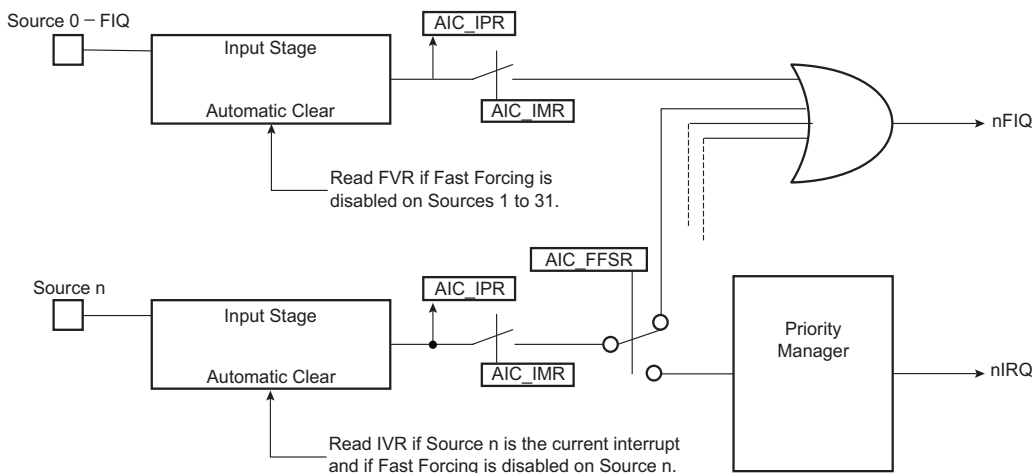 Source 0 – FIQ
AIC_IPR
Input Stage
Automatic Clear
AIC_IMR
nFIQ
Read FVR if Fast Forcing is
disabled on Sources 1 to 31.
AIC_FFSR
Source n
AIC_IPR
Input Stage
Priority
Manager
Automatic Clear
AIC_IMR
nIRQ
Read IVR if Source n is the current interrupt
and if Fast Forcing is disabled on Source n.